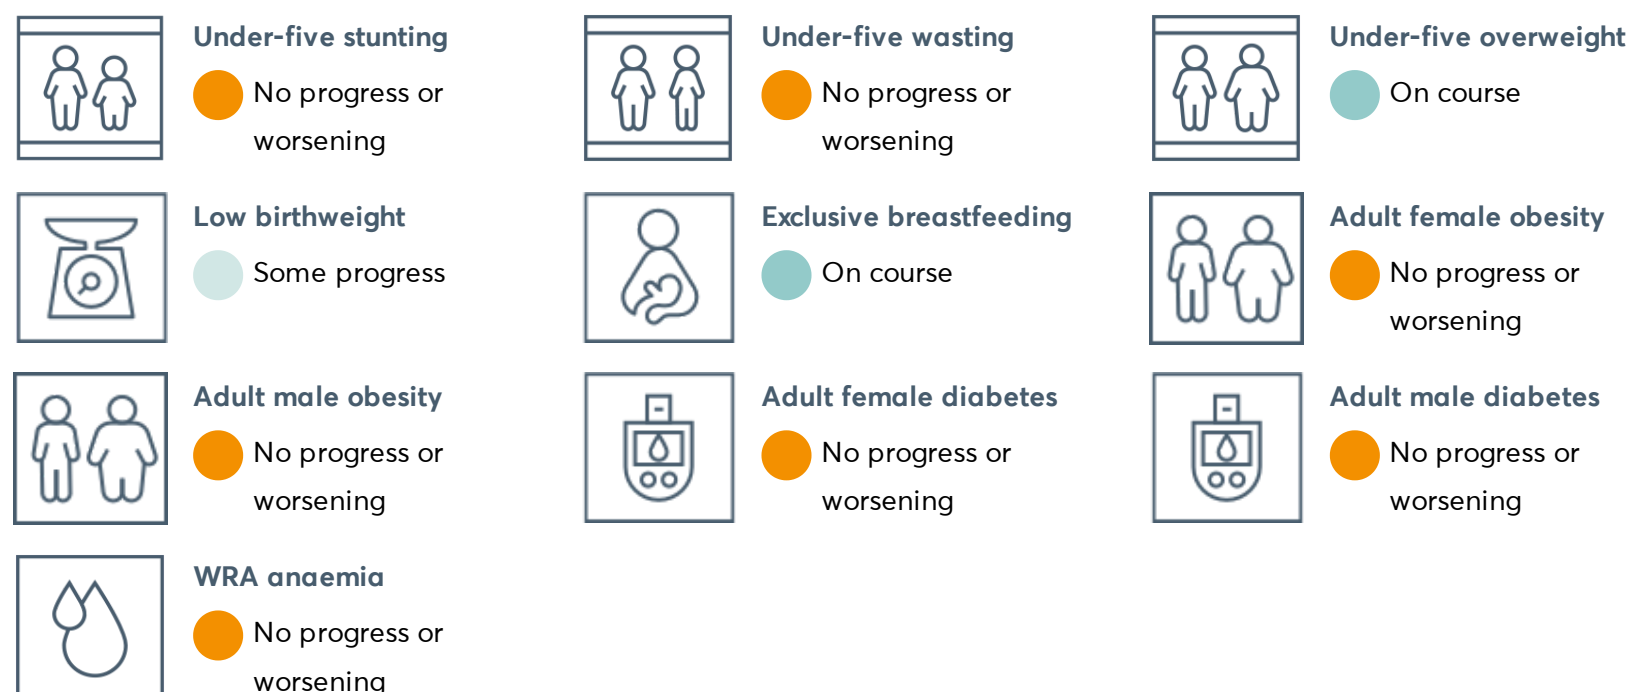 Under-five stunting
No progress or
worsening
Under-five wasting
No progress or
worsening
Under-five overweight
On course
Low birthweight
Some progress
Exclusive breastfeeding
On course
Adult female obesity
No progress or
worsening
Adult male obesity
No progress or
worsening
Adult female diabetes
No progress or
worsening
Adult male diabetes
No progress or
worsening
WRA anaemia
No progress or
worsening